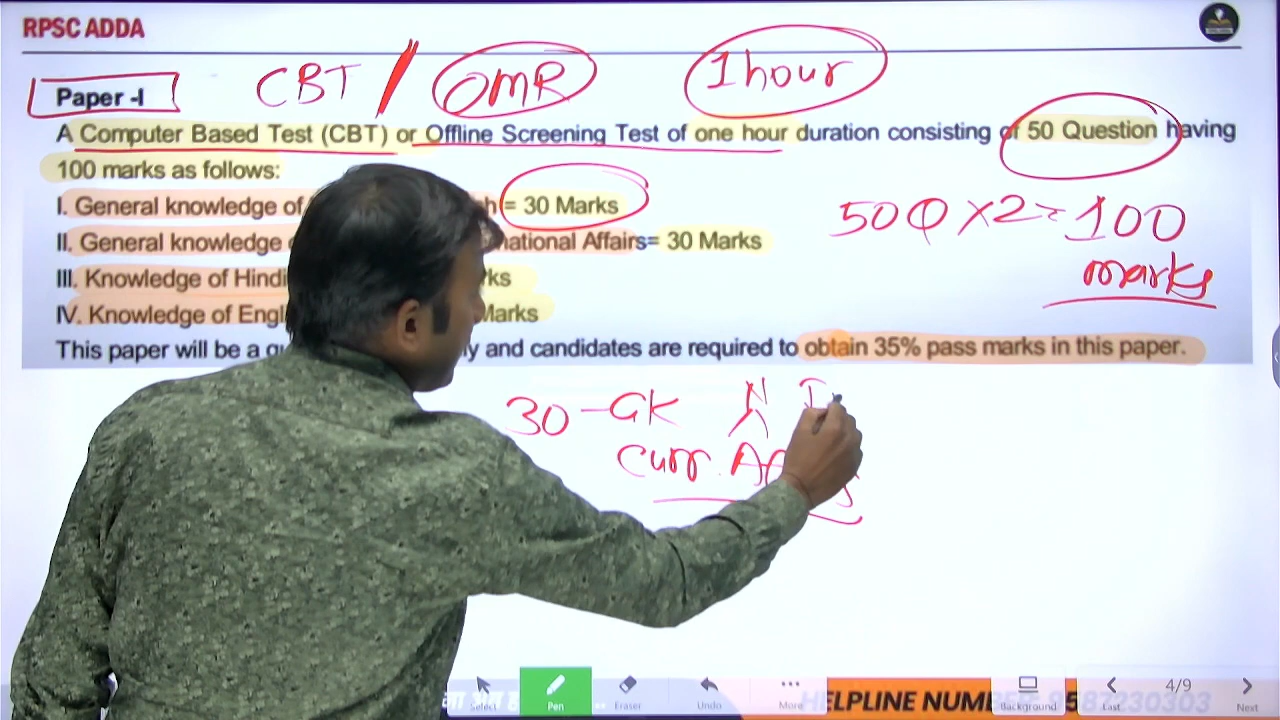 RPSC ADDA
CBT / OMR 1 hour
Paper -I
A Computer Based Test (CBT) or Offline Screening Test of one hour duration consisting of 50 Question having
100 marks as follows:
I. General knowledge of = 30 Marks
50Q×2=100
II. General knowledge national Affairs= 30 Marks
marks
III. Knowledge of Hindi
IV. Knowledge of Marks
This paper will be a and candidates are required to obtain 35% pass marks in this paper.
30 - GK N I
Curr.
Select Pen Eraser Undo More HELPLINE Background Last 4/9 Next